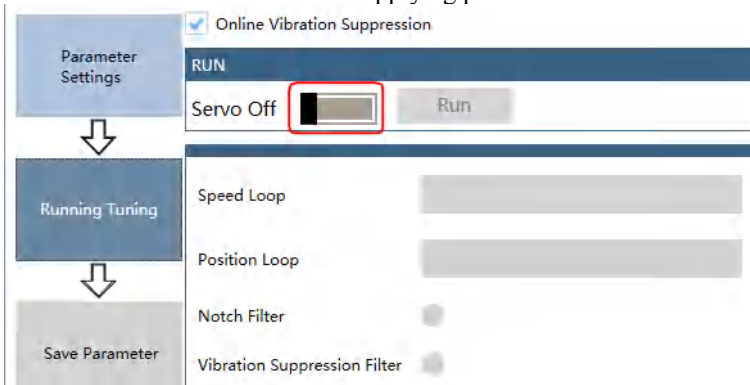 Online Vibration Suppression
Parameter
Settings
RUN
Servo Off
Run
Running Tuning
Speed Loop
Position Loop
Notch Filter
Save Parameter
Vibration Suppression Filter